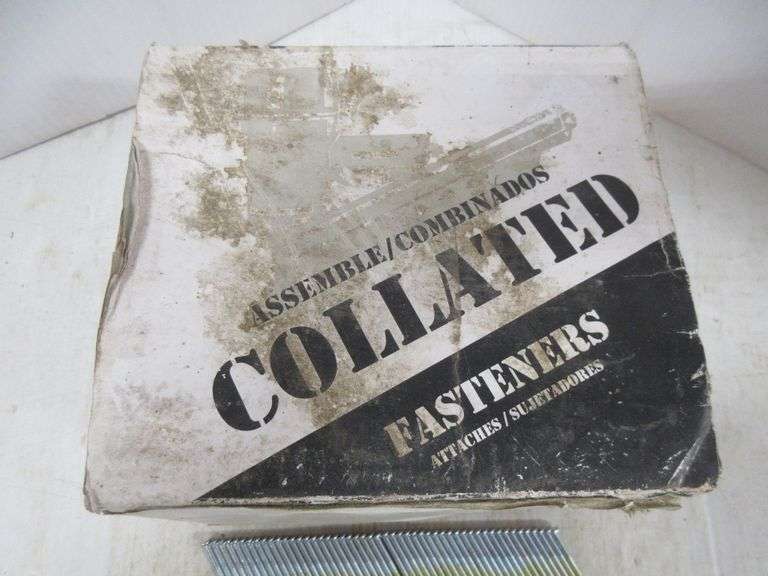 ASSEMBLE/COMBINADOS
COLLATED
FASTENERS
ATTACHES/SUJETADORES